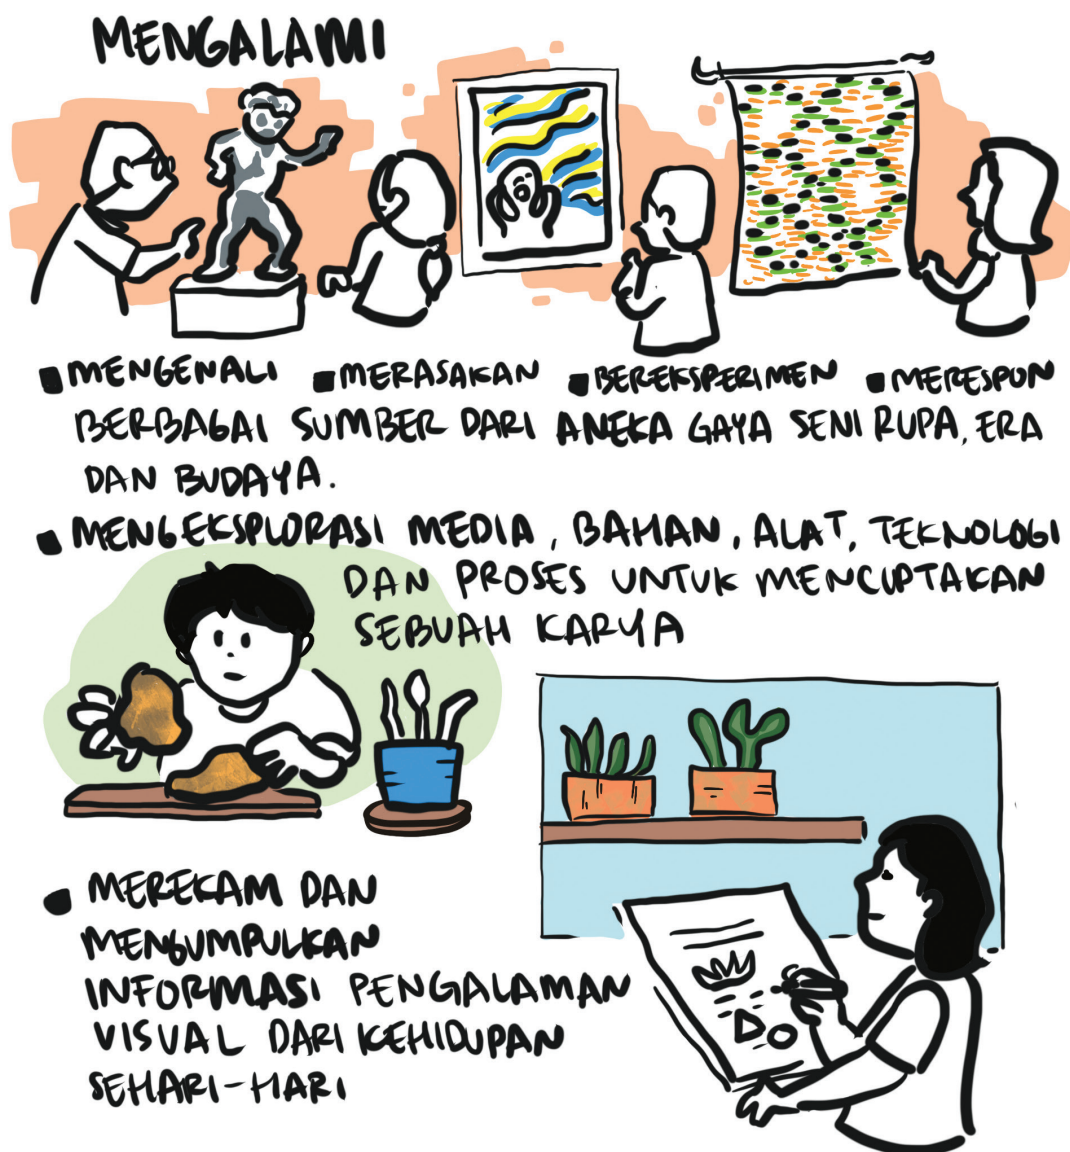 MENGALAMI
■ MENGENALI ■ MERASAKAN ■ BEREKSPERIMEN ■ MERESPON
BERBAGAI SUMBER DARI ANEKA GAYA SENI RUPA, ERA
DAN BUDAYA.
■ MENGEKSPLORASI MEDIA, BAHAN, ALAT, TEKNOLOGI
DAN PROSES UNTUK MENCIPTAKAN
SEBUAH KARYA
■ MEREKAM DAN
MENGUMPULKAN
INFORMASI PENGALAMAN
VISUAL DARI KEHIDUPAN
SEHARI-HARI